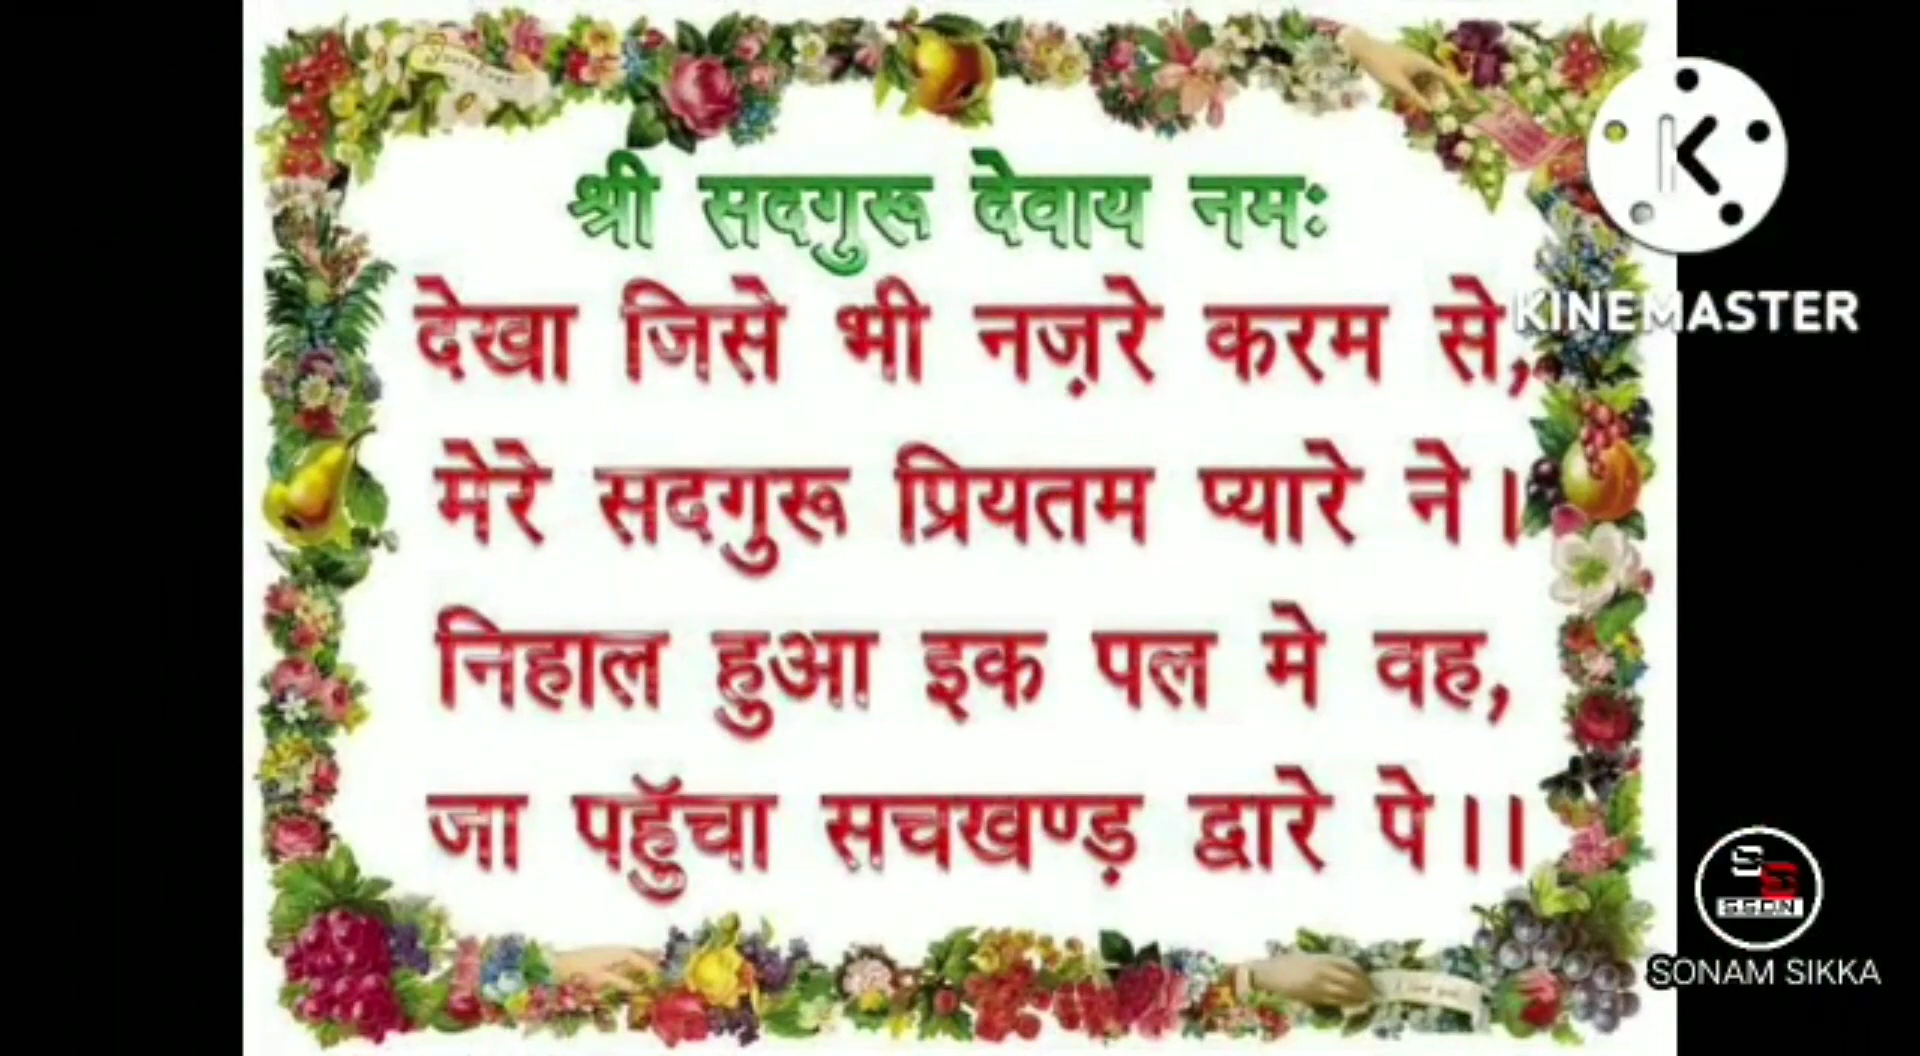 श्री सदगुरू देवाय नमः
देखा जिसे भी नज़रे करम से,
मेरे सदगुरू प्रियतम प्यारे ने।
निहाल हुआ इक पल मे वह,
जा पहुॅचा सचखण्ड़ द्वारे पे।।
KINEMASTER
S.S.D.N
SONAM SIKKA